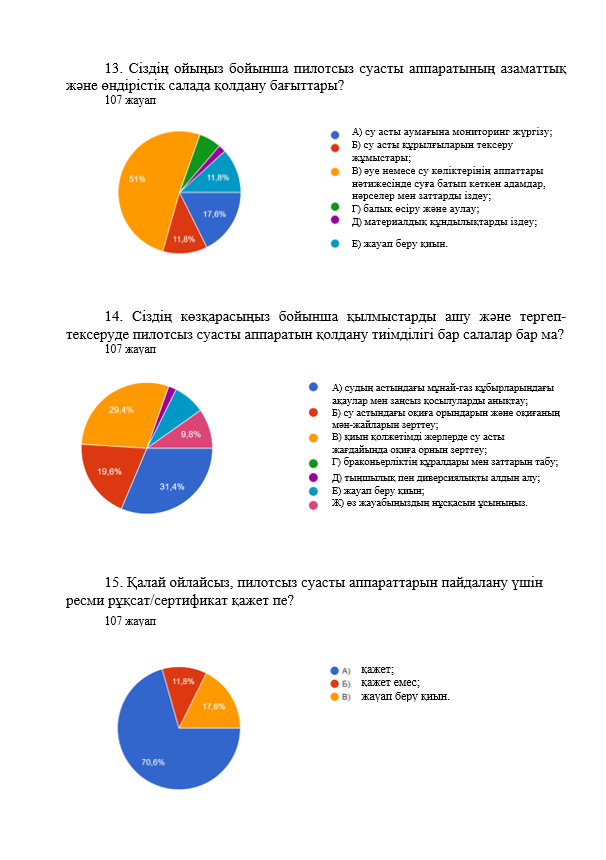 13. Сіздің ойыңыз бойынша пилотсыз суасты аппаратының азаматтық
және өндірістік салада қолдану бағыттары?
107 жауап
51%
11,8%
17,6%
11,8%
А) су асты аумағына мониторинг жүргізу;
Б) су асты құрылғыларын тексеру
жұмыстары;
В) әуе немесе су көліктерінің аппаттары
нәтижесінде суға батып кеткен адамдар,
нәрселер мен заттарды іздеу;
Г) балық өсіру және аулау;
Д) материалдық құндылықтарды іздеу;
Е) жауап беру қиын.
14. Сіздің көзқарасыңыз бойынша қылмыстарды ашу және терген-
тексеруде пилотсыз суасты аппаратын қолдану тиімділігі бар салалар бар ма?
107 жауап
29,4%
9,8%
19,6%
31,4%
А) судың астындағы мұнай-газ құбырларындағы
ақаулар мен заңсыз қосылуларды анықтау;
Б) су астындағы оқиға орындарын және оқиғаның
мән-жайларын зерттеу;
В) қиын қолжетімді жерлерде су асты
жағдайында оқиға орнын зерттеу;
Г) браконьерліктің құралдары мен заттарын табу;
Д) тыңшылық пен диверсиялықты алдын алу;
Е) жауап беру қиын;
Ж) өз жауабыңыздың нұсқасын ұсыныңыз.
15. Қалай ойлайсыз, пилотсыз суасты аппараттарын пайдалану үшін
ресми рұқсат/сертификат қажет пе?
107 жауап
11,8%
17,6%
70,6%
А) қажет;
Б) қажет емес;
В) жауап беру қиын.